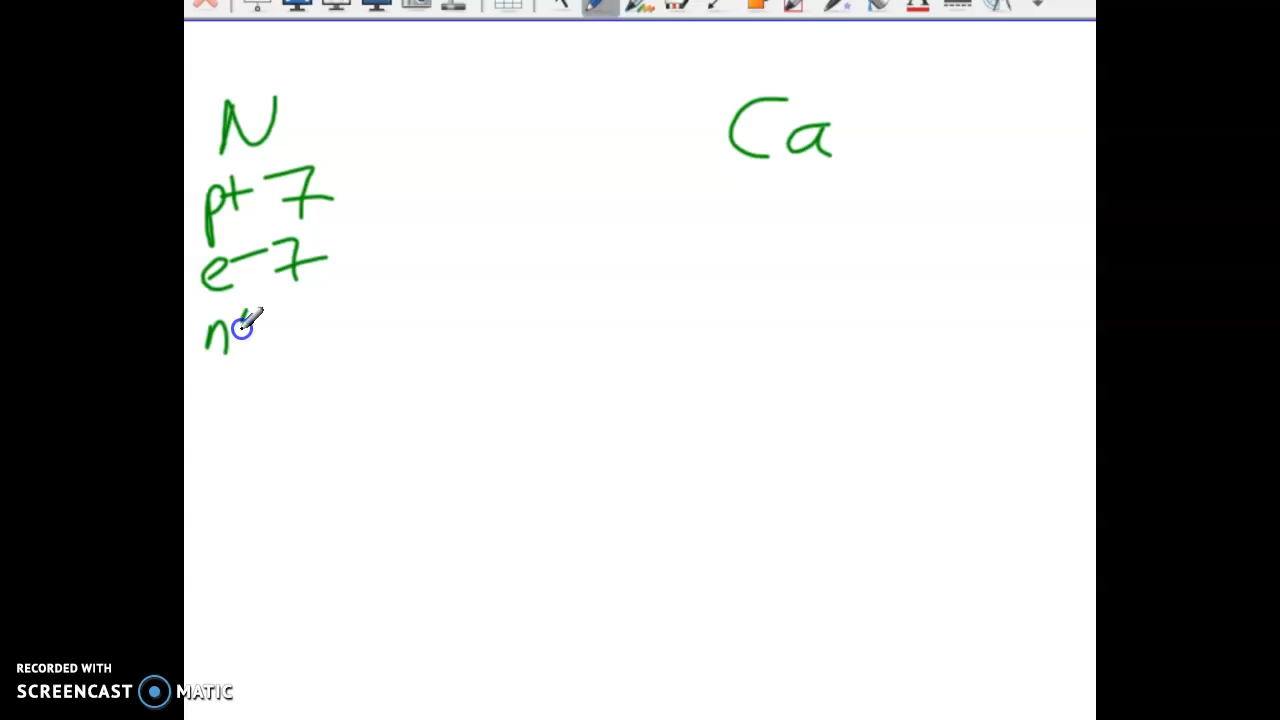 N
p+ 7
e- 7
n
Ca
RECORDED WITH
SCREENCAST MATIC